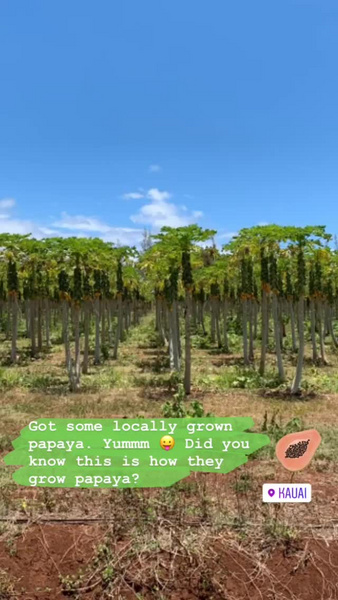 Got some locally grown
papaya. Yummm 😜 Did you
know this is how they
grow papaya?
KAUAI